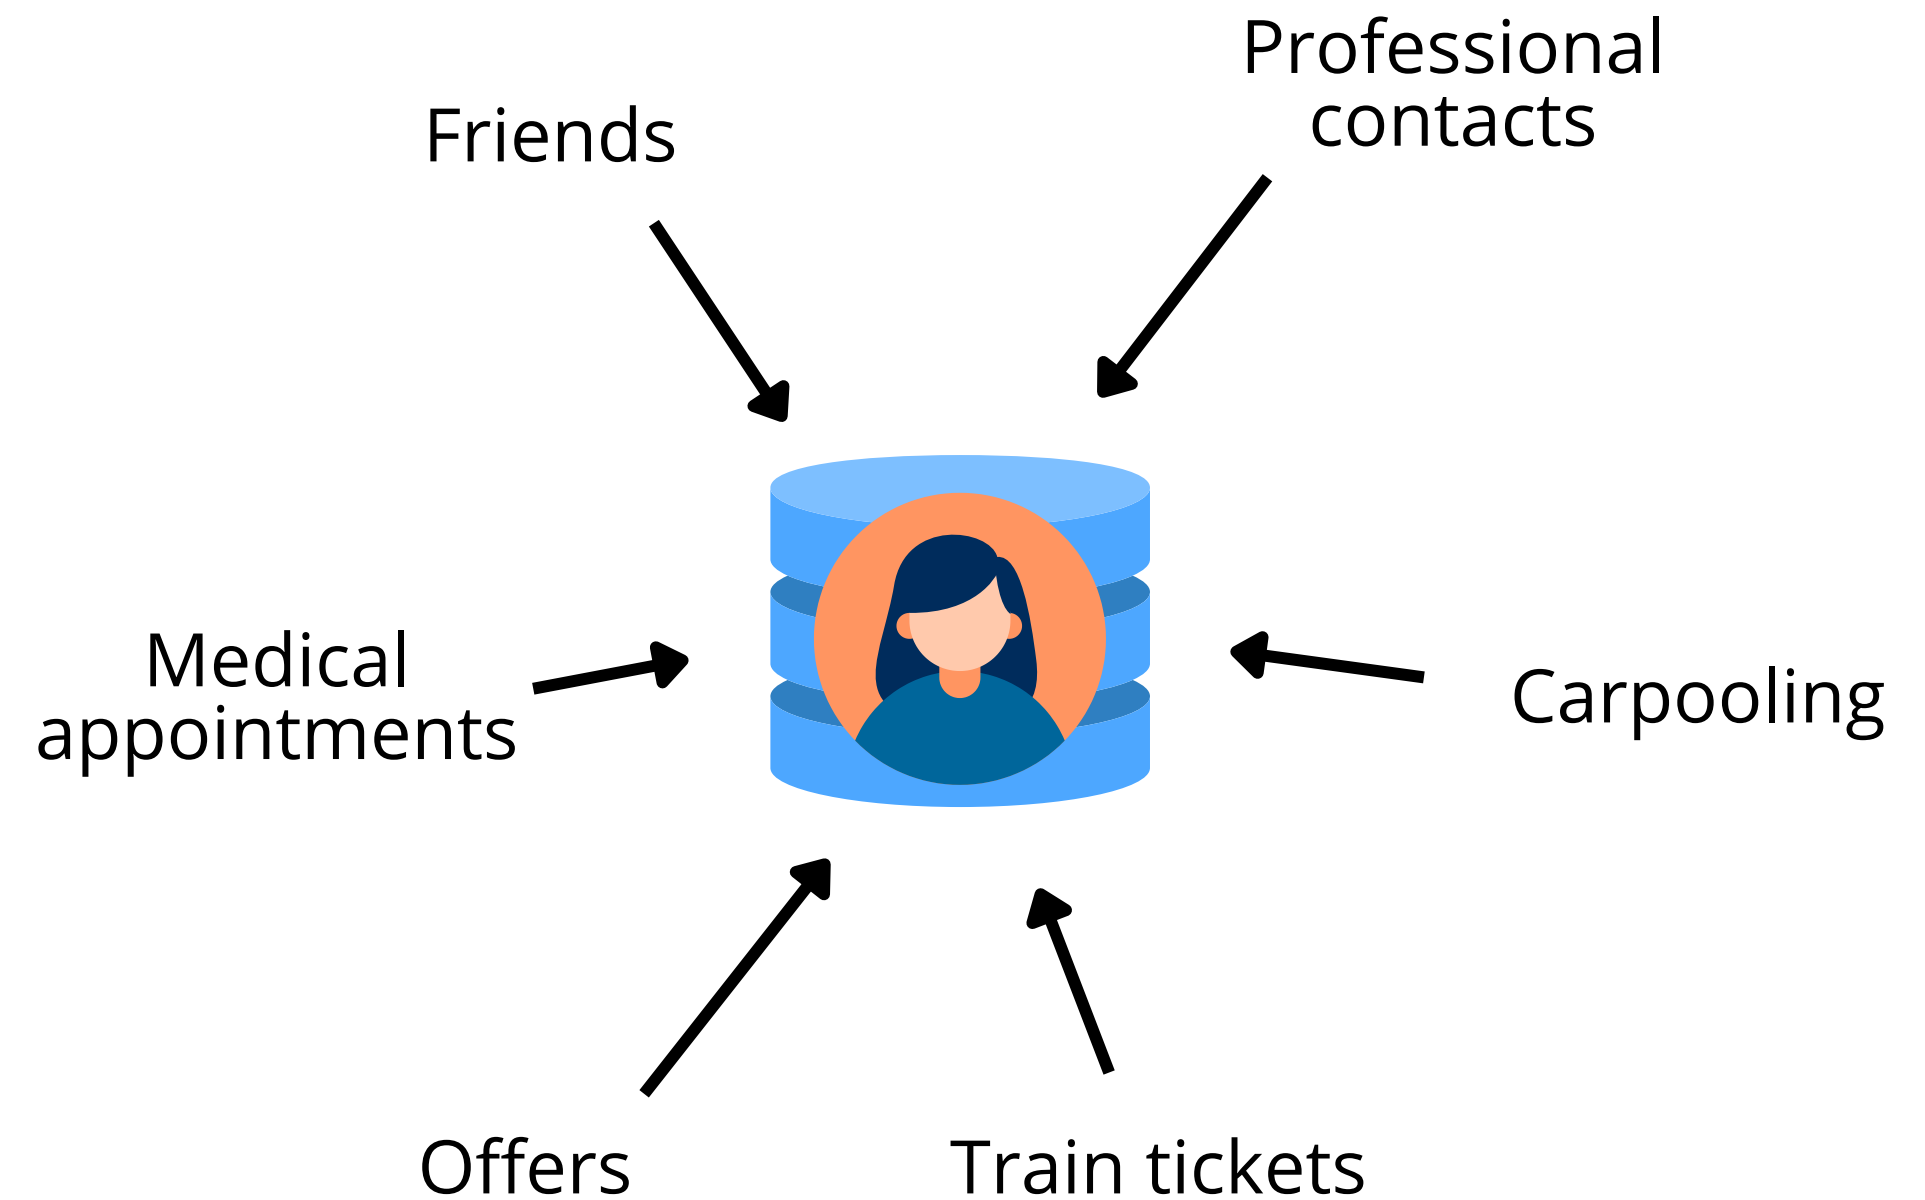 Professional
contacts
Friends
Medical
appointments
Carpooling
Offers
Train tickets